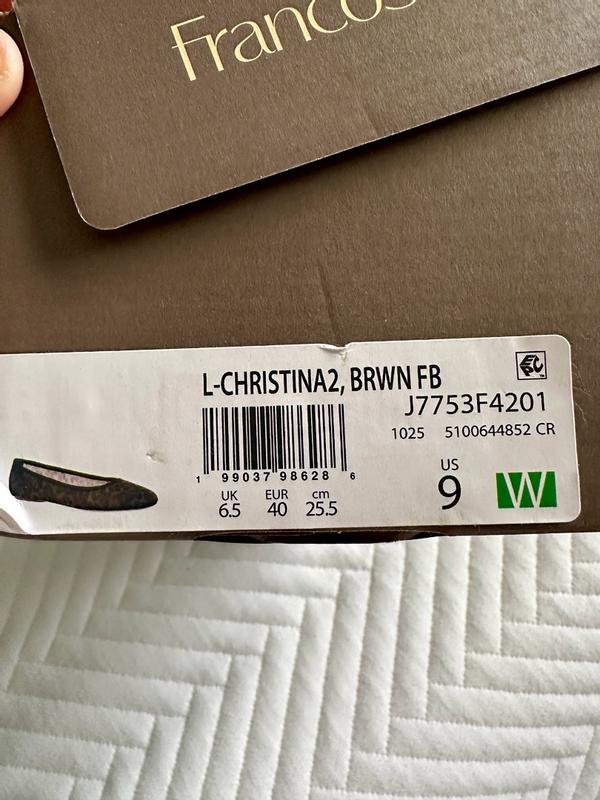 Francos
L-CHRISTINA2, BRWN FB
J7753F4201
1025 5100644852 CR
1 99037 98628 6
UK EUR cm
6.5 40 25.5
US
9 W